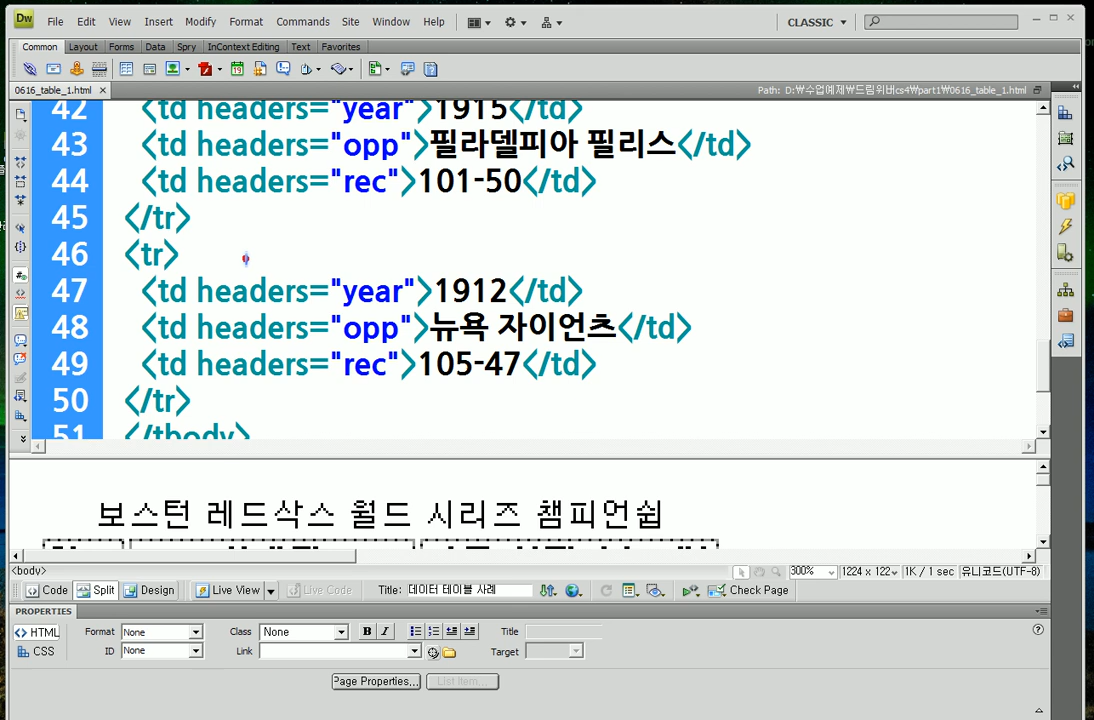 Dw File Edit View Insert Modify Format Commands Site Window Help CLASSIC
Common Layout Forms Data Spry InContext Editing Text Favorites
0616_table_1.html Path: D:₩수업예제₩드림위버cs4₩part1₩0616_table_1.html
42 <td headers="year">1915</td>
43 <td headers="opp">필라델피아 필리스</td>
44 <td headers="rec">101-50</td>
45 </tr>
46 <tr>
47 <td headers="year">1912</td>
48 <td headers="opp">뉴욕 자이언츠</td>
49 <td headers="rec">105-47</td>
50 </tr>
51 </tbody>
보스턴 레드삭스 월드 시리즈 챔피언쉽
<body> 300% 1224 x 122 1K / 1 sec 유니코드(UTF-8)
Code Split Design Live View Live Code Title: 데이터 테이블 사례 Check Page
PROPERTIES
HTML Format None Class None B I Title
CSS ID None Link Target
Page Properties... List Item...